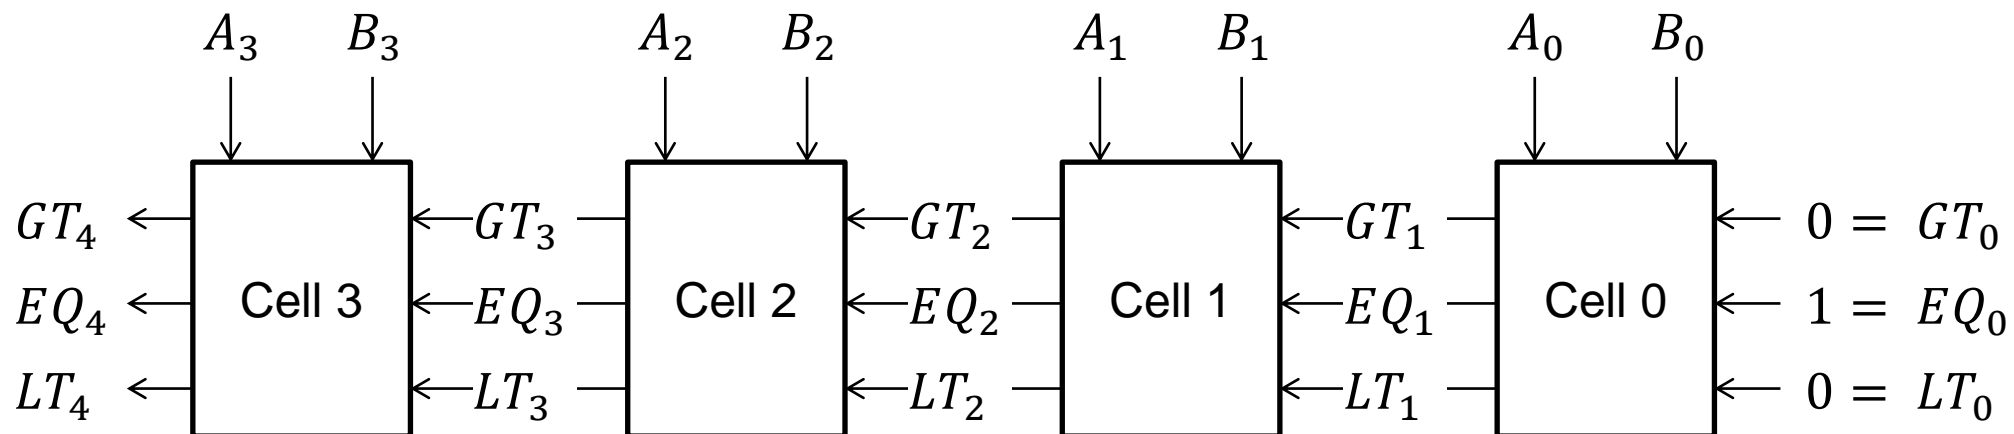 A₃ B₃ A₂ B₂ A₁ B₁ A₀ B₀
GT₄ GT₃ GT₂ GT₁ 0 = GT₀
EQ₄ Cell 3 EQ₃ Cell 2 EQ₂ Cell 1 EQ₁ Cell 0 1 = EQ₀
LT₄ LT₃ LT₂ LT₁ 0 = LT₀